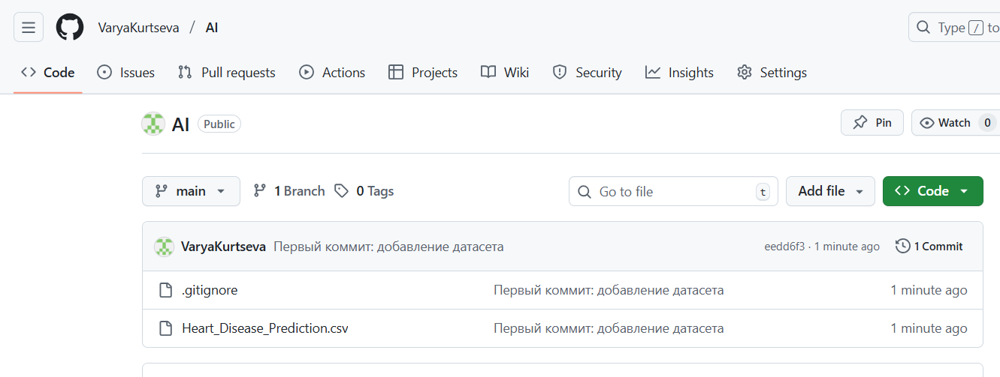 VaryaKurtseva / AI Type / to
Code Issues Pull requests Actions Projects Wiki Security Insights Settings
AI Public Pin Watch 0
main 1 Branch 0 Tags Go to file t Add file Code
VaryaKurtseva Первый коммит: добавление датасета eedd6f3 · 1 minute ago 1 Commit
.gitignore Первый коммит: добавление датасета 1 minute ago
Heart_Disease_Prediction.csv Первый коммит: добавление датасета 1 minute ago